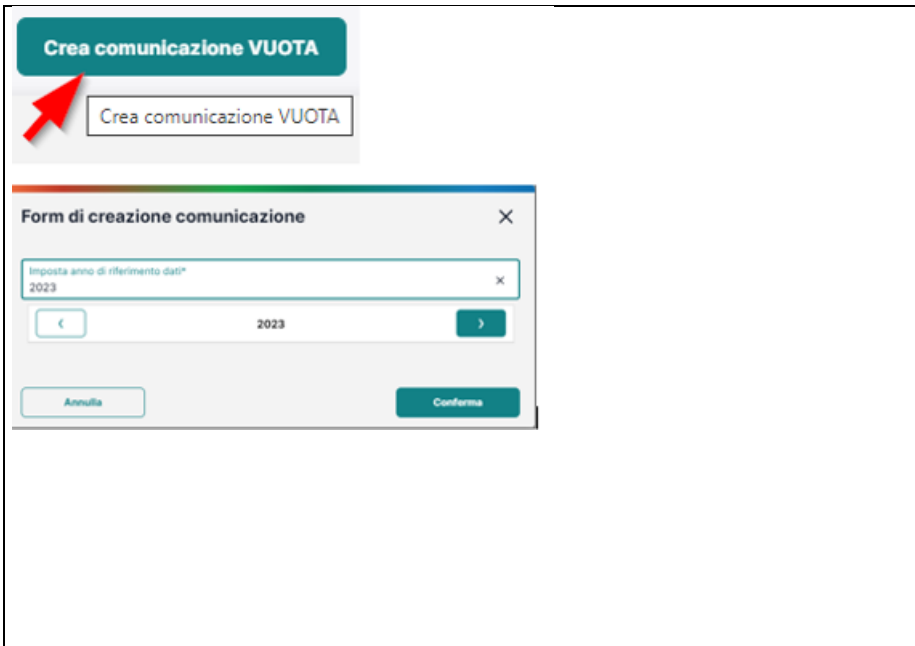 Crea comunicazione VUOTA
Crea comunicazione VUOTA
Form di creazione comunicazione
Imposta anno di riferimento dati*
2023
2023
Annulla
Conferma